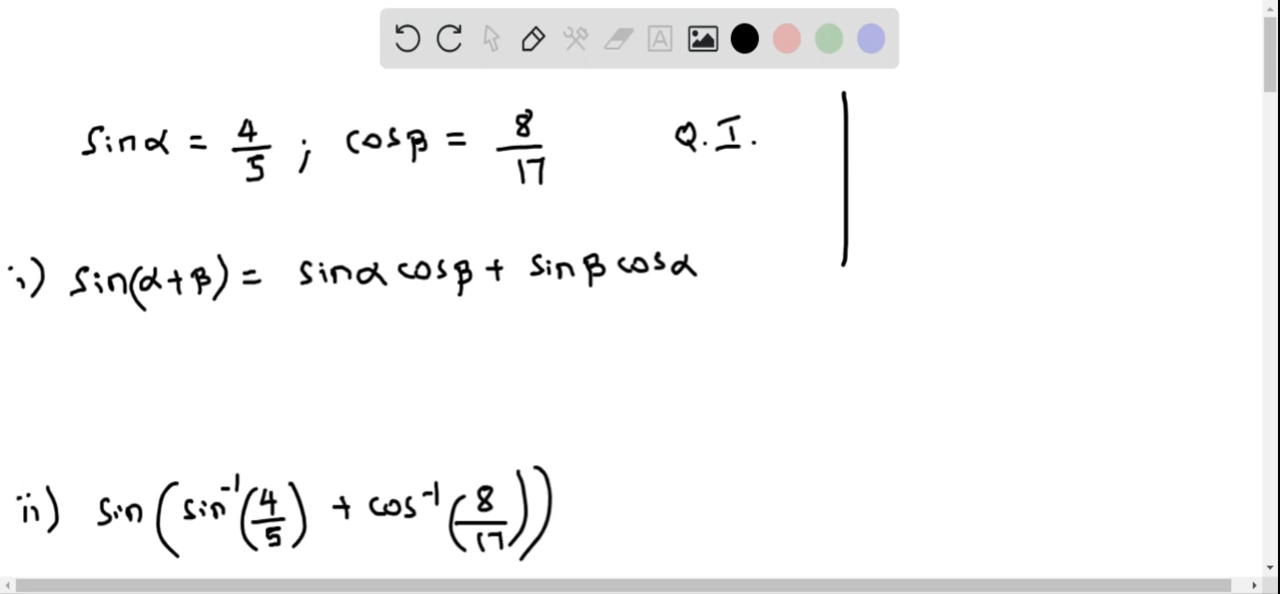 sinα = 4/5 ; cosβ = 8/17 Q.I.
i) sin(α+β) = sinα cosβ + sinβ cosα
ii) sin(sin⁻¹(4/5) + cos⁻¹(8/17))